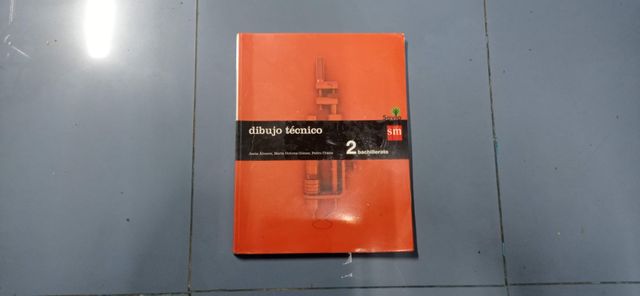 Savia
sm
dibujo técnico
2 bachillerato